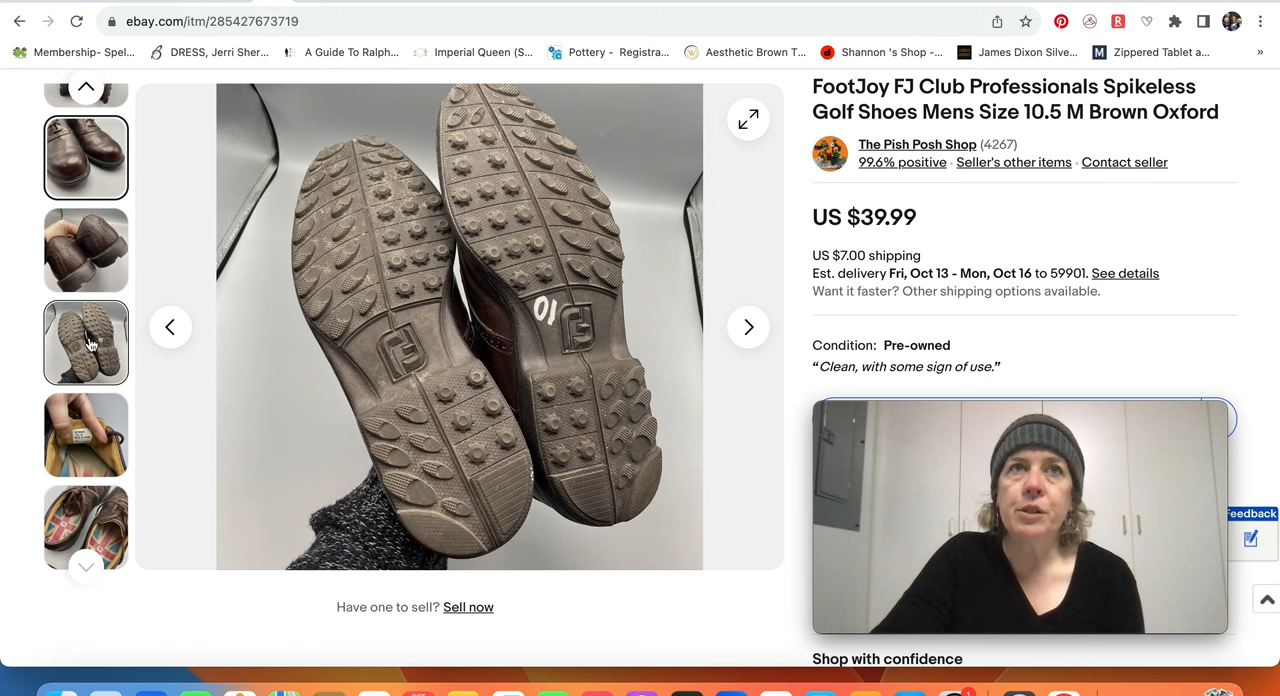 ebay.com/itm/285427673719
Membership- Spel...
DRESS, Jerri Sher...
A Guide To Ralph...
Imperial Queen (S...
Pottery - Registra...
Aesthetic Brown T...
Shannon 's Shop -...
James Dixon Silve...
Zippered Tablet a...
»
FootJoy FJ Club Professionals Spikeless
Golf Shoes Mens Size 10.5 M Brown Oxford
The Pish Posh Shop (4267)
99.6% positive · Seller's other items · Contact seller
US $39.99
US $7.00 shipping
Est. delivery Fri, Oct 13 - Mon, Oct 16 to 59901. See details
Want it faster? Other shipping options available.
Condition: Pre-owned
“Clean, with some sign of use.”
10
FJ
FJ
Feedback
Have one to sell? Sell now
Shop with confidence